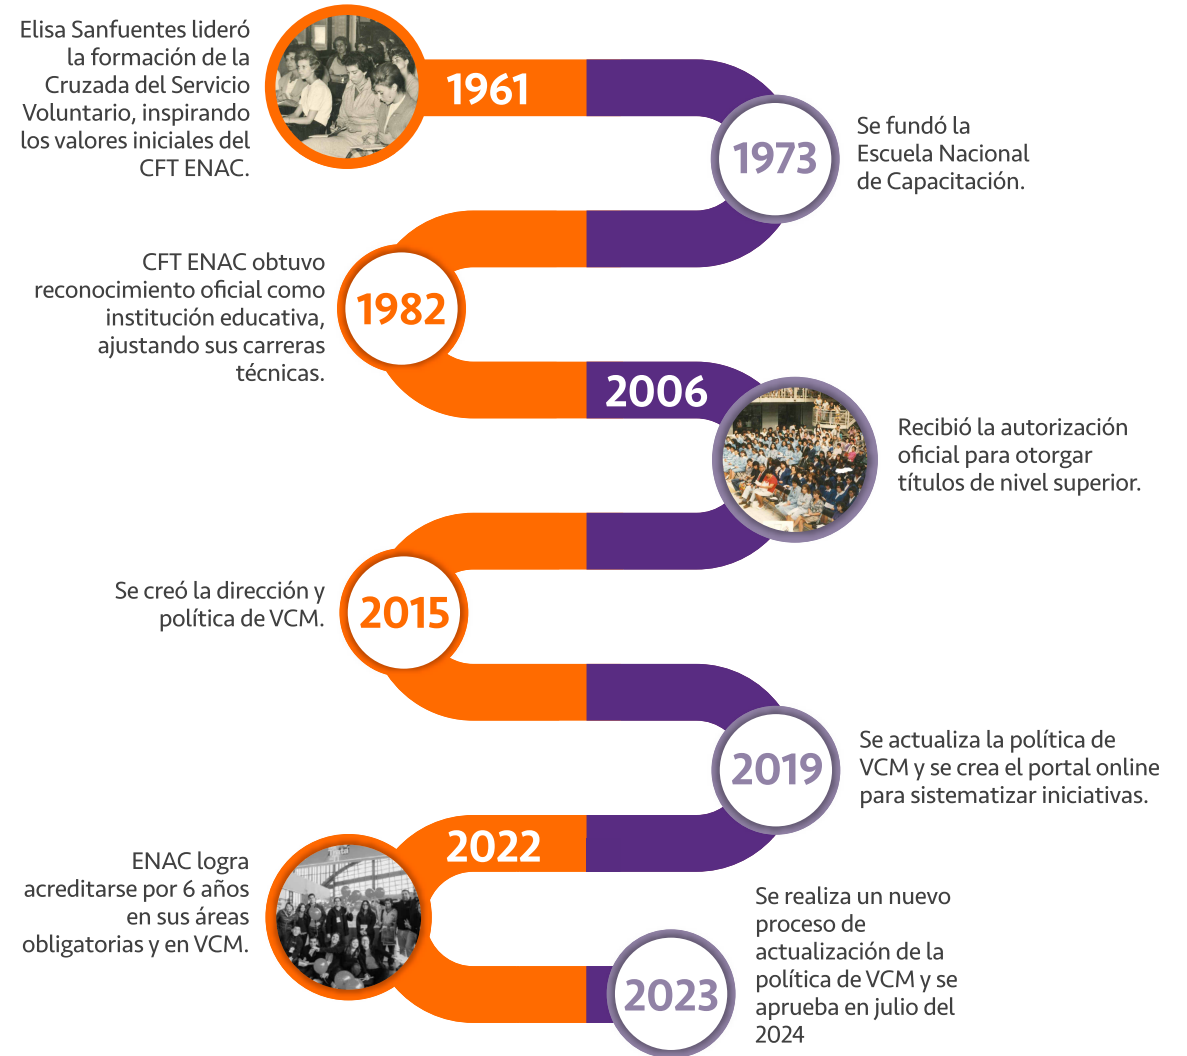 Elisa Sanfuentes lideró
la formación de la
Cruzada del Servicio
Voluntario, inspirando
los valores iniciales del
CFT ENAC.
1961
1973
Se fundó la
Escuela Nacional
de Capacitación.
CFT ENAC obtuvo
reconocimiento oficial como
institución educativa,
ajustando sus carreras
técnicas.
1982
2006
Recibió la autorización
oficial para otorgar
títulos de nivel superior.
Se creó la dirección y
política de VCM.
2015
2019
Se actualiza la política de
VCM y se crea el portal online
para sistematizar iniciativas.
2022
ENAC logra
acreditarse por 6 años
en sus áreas
obligatorias y en VCM.
2023
Se realiza un nuevo
proceso de
actualización de la
política de VCM y se
aprueba en julio del
2024